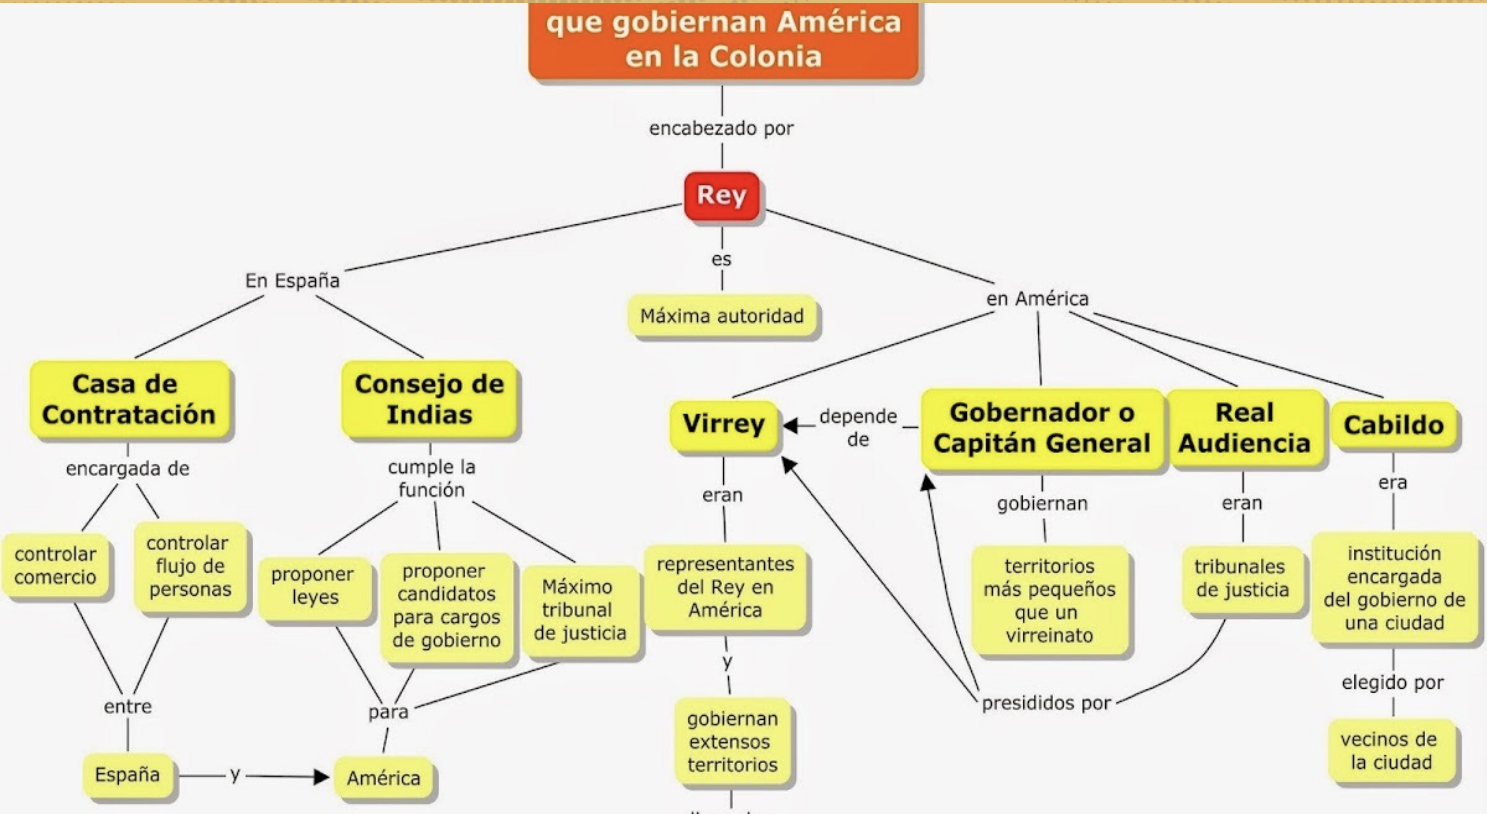 que gobiernan América
en la Colonia
encabezado por
Rey
es
Máxima autoridad
En España
Casa de
Contratación
encargada de
controlar
comercio
controlar
flujo de
personas
entre
España
y
América
Consejo de
Indias
cumple la
función
proponer
leyes
proponer
candidatos
para cargos
de gobierno
Máximo
tribunal
de justicia
para
en América
Virrey
eran
representantes
del Rey en
América
y
gobiernan
extensos
territorios
depende
de
Gobernador o
Capitán General
gobiernan
territorios
más pequeños
que un
virreinato
Real
Audiencia
eran
tribunales
de justicia
presididos por
Cabildo
era
institución
encargada
del gobierno de
una ciudad
elegido por
vecinos de
la ciudad